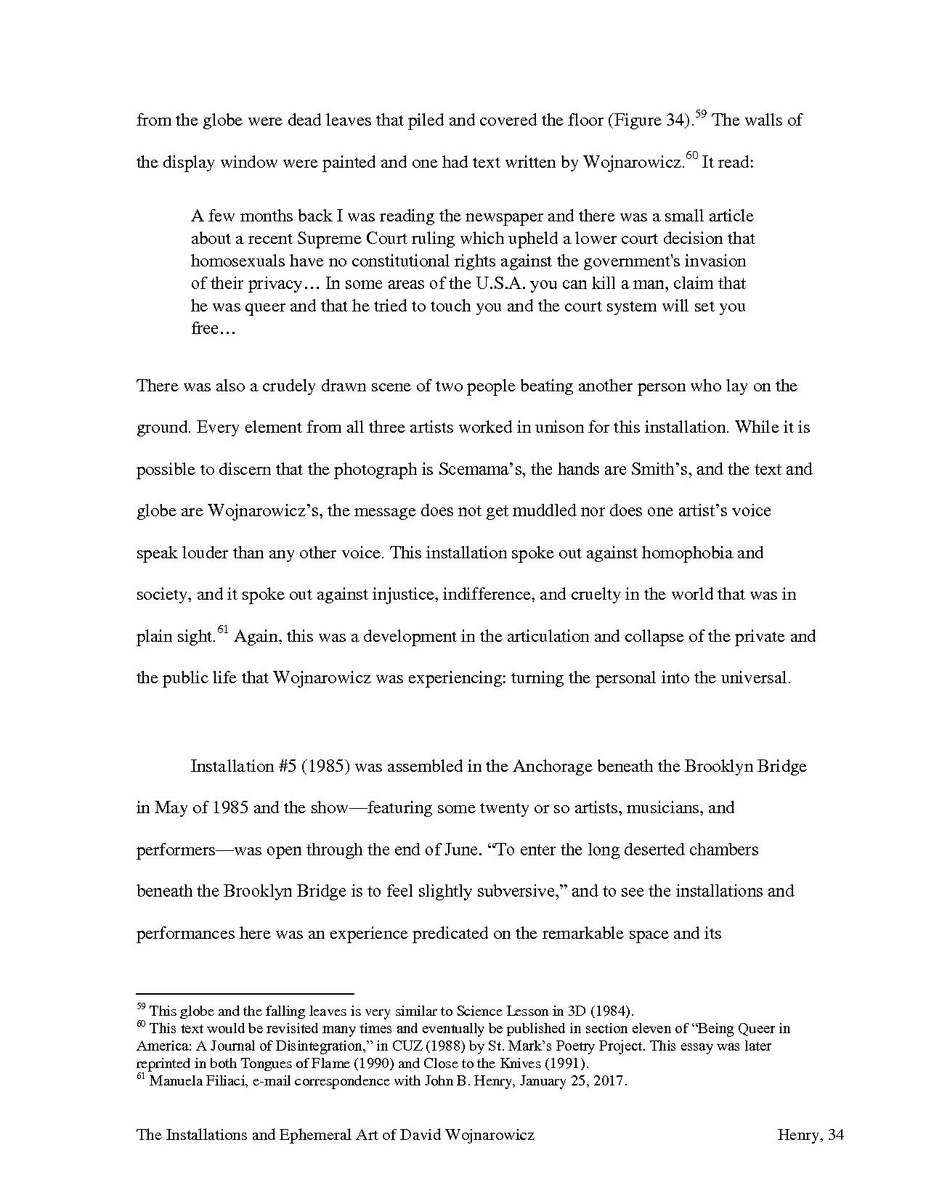 from the globe were dead leaves that piled and covered the floor (Figure 34).59 The walls of
the display window were painted and one had text written by Wojnarowicz.60 It read:
A few months back I was reading the newspaper and there was a small article
about a recent Supreme Court ruling which upheld a lower court decision that
homosexuals have no constitutional rights against the government's invasion
of their privacy… In some areas of the U.S.A. you can kill a man, claim that
he was queer and that he tried to touch you and the court system will set you
free…
There was also a crudely drawn scene of two people beating another person who lay on the
ground. Every element from all three artists worked in unison for this installation. While it is
possible to discern that the photograph is Scemama’s, the hands are Smith’s, and the text and
globe are Wojnarowicz’s, the message does not get muddled nor does one artist’s voice
speak louder than any other voice. This installation spoke out against homophobia and
society, and it spoke out against injustice, indifference, and cruelty in the world that was in
plain sight.61 Again, this was a development in the articulation and collapse of the private and
the public life that Wojnarowicz was experiencing: turning the personal into the universal.
Installation #5 (1985) was assembled in the Anchorage beneath the Brooklyn Bridge
in May of 1985 and the show—featuring some twenty or so artists, musicians, and
performers—was open through the end of June. “To enter the long deserted chambers
beneath the Brooklyn Bridge is to feel slightly subversive,” and to see the installations and
performances here was an experience predicated on the remarkable space and its
59 This globe and the falling leaves is very similar to Science Lesson in 3D (1984).
60 This text would be revisited many times and eventually be published in section eleven of “Being Queer in
America: A Journal of Disintegration,” in CUZ (1988) by St. Mark’s Poetry Project. This essay was later
reprinted in both Tongues of Flame (1990) and Close to the Knives (1991).
61 Manuela Filiaci, e-mail correspondence with John B. Henry, January 25, 2017.
The Installations and Ephemeral Art of David Wojnarowicz Henry, 34